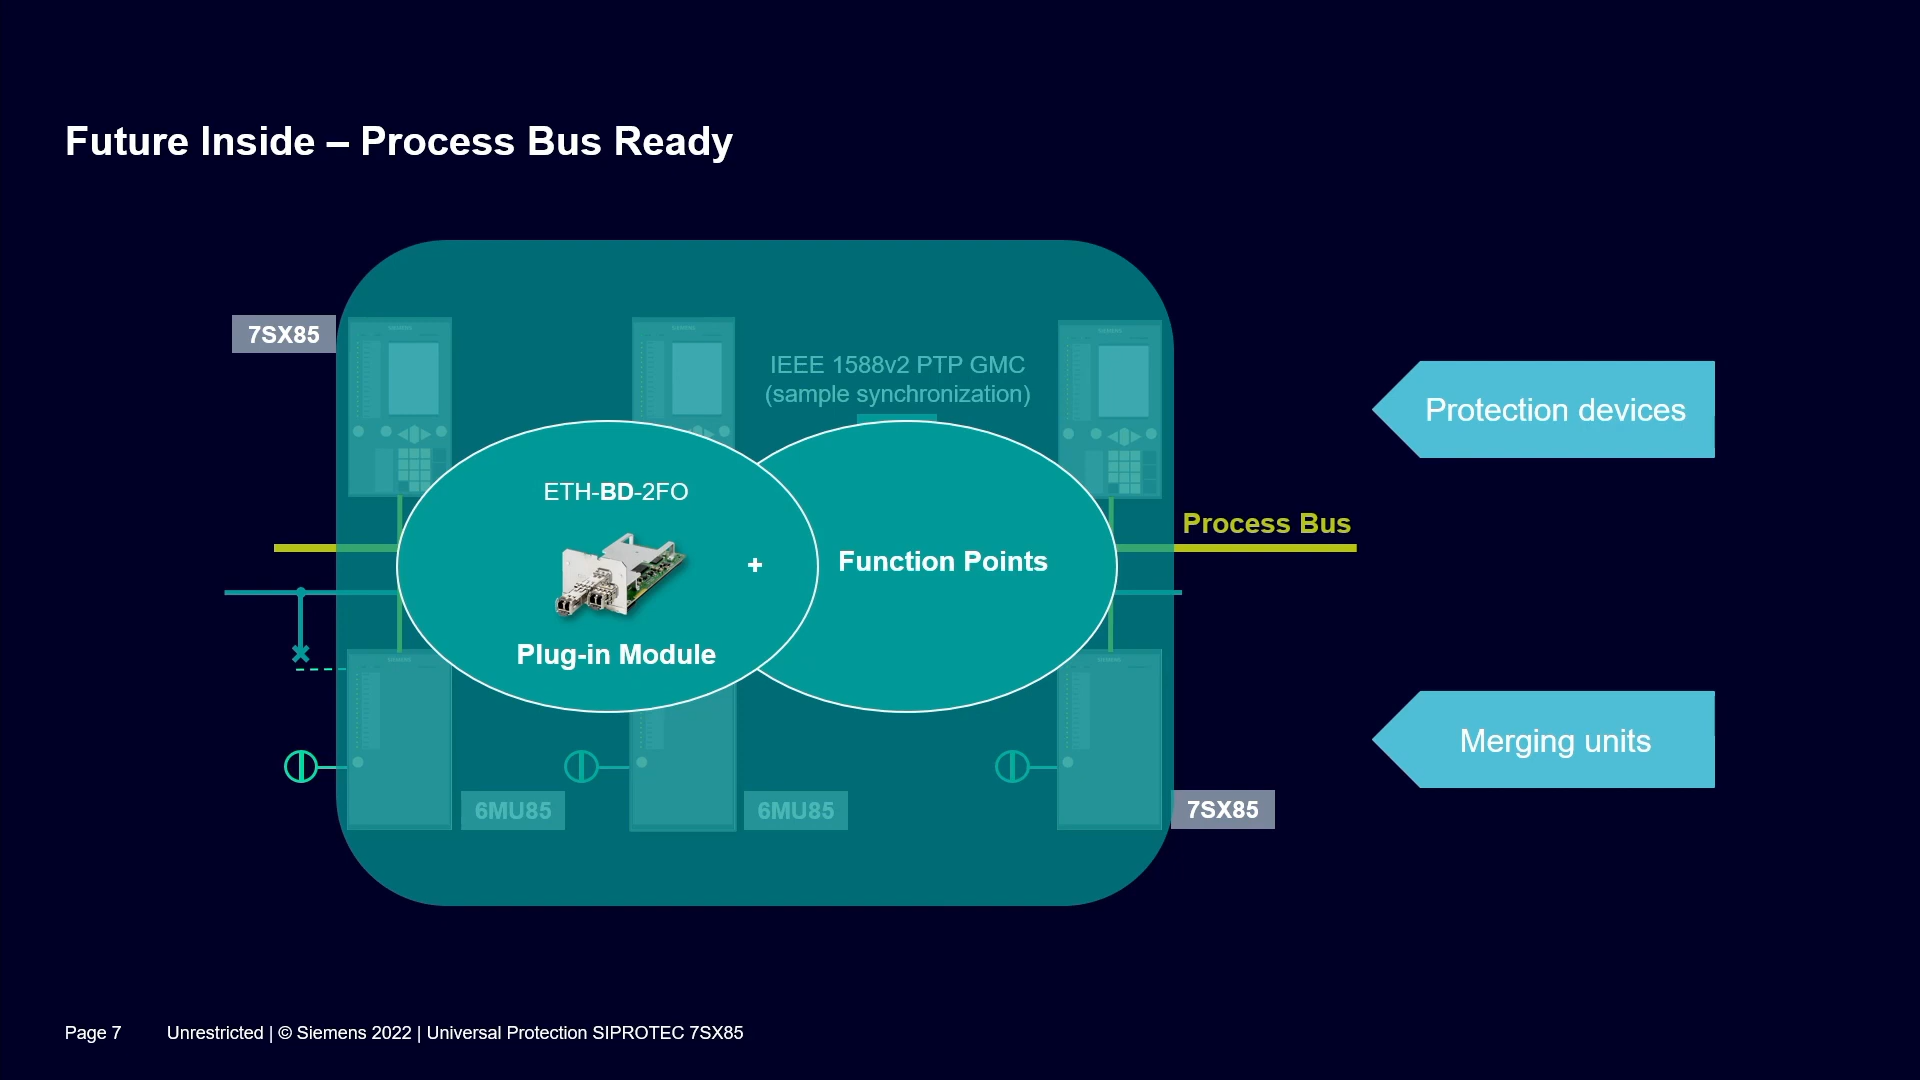 Future Inside – Process Bus Ready
7SX85
IEEE 1588v2 PTP GMC
(sample synchronization)
Protection devices
ETH-BD-2FO
Process Bus
+
Function Points
Plug-in Module
Merging units
6MU85
6MU85
7SX85
Page 7
Unrestricted | © Siemens 2022 | Universal Protection SIPROTEC 7SX85